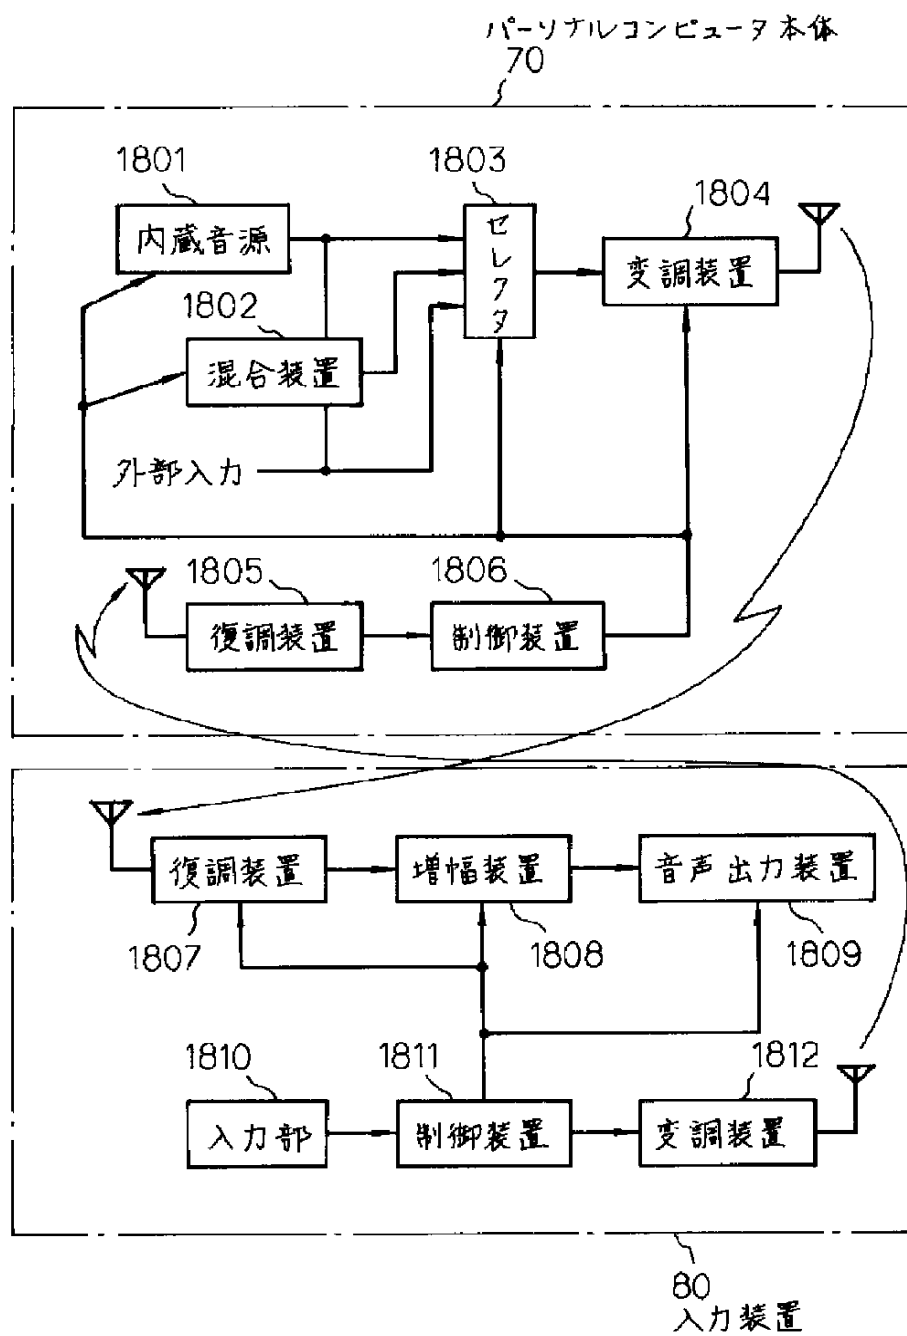 パーソナルコンピュータ本体
70
1801
1803
1804
内蔵音源
セレクタ
変調装置
1802
混合装置
外部入力
1805
1806
復調装置
制御装置
復調装置
増幅装置
音声出力装置
1807
1808
1809
1810
1811
1812
入力部
制御装置
変調装置
80
入力装置